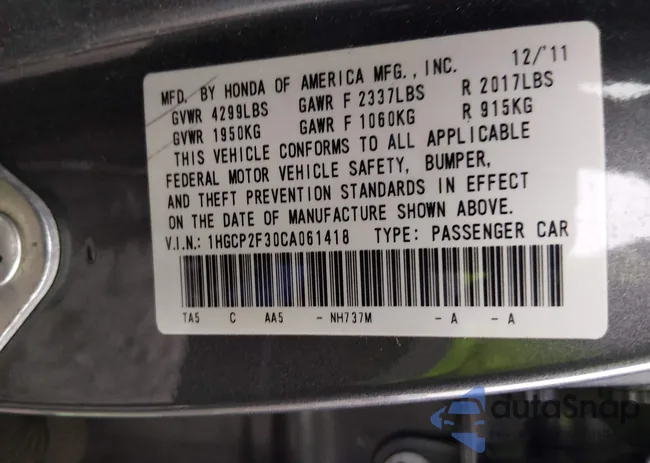 MFD. BY HONDA OF AMERICA MFG., INC. 12/'11
GVWR 4299LBS GAWR F 2337LBS R 2017LBS
GVWR 1950KG GAWR F 1060KG R 915KG
THIS VEHICLE CONFORMS TO ALL APPLICABLE
FEDERAL MOTOR VEHICLE SAFETY, BUMPER,
AND THEFT PREVENTION STANDARDS IN EFFECT
ON THE DATE OF MANUFACTURE SHOWN ABOVE.
V.I.N.: 1HGCP2F30CA061418 TYPE: PASSENGER CAR
TA5 C AA5 - NH737M - A - A
autoSnap